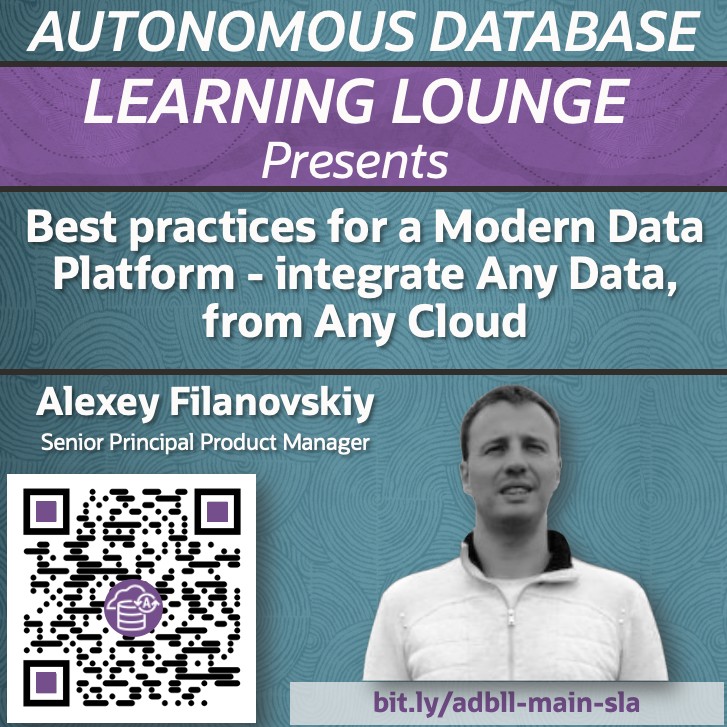 AUTONOMOUS DATABASE
LEARNING LOUNGE
Presents
Best practices for a Modern Data
Platform - integrate Any Data,
from Any Cloud
Alexey Filanovskiy
Senior Principal Product Manager
A
bit.ly/adbll-main-sla